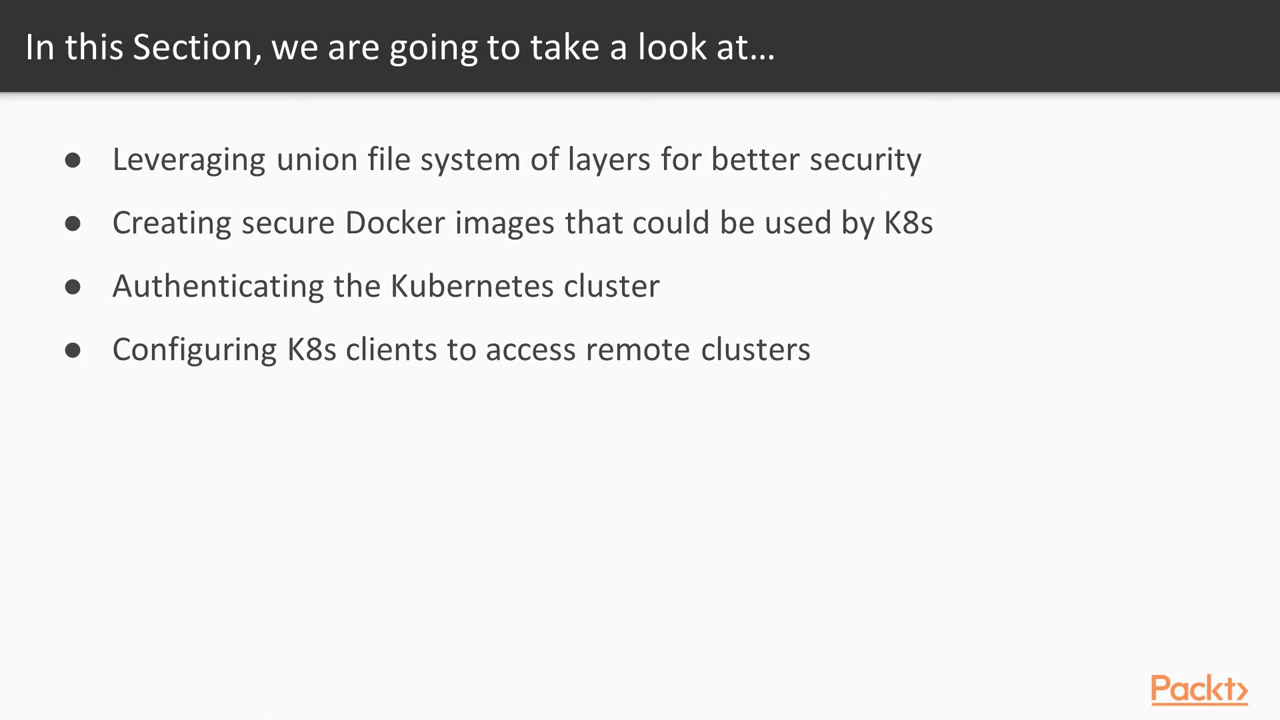 In this Section, we are going to take a look at…
● Leveraging union file system of layers for better security
● Creating secure Docker images that could be used by K8s
● Authenticating the Kubernetes cluster
● Configuring K8s clients to access remote clusters
Packt>